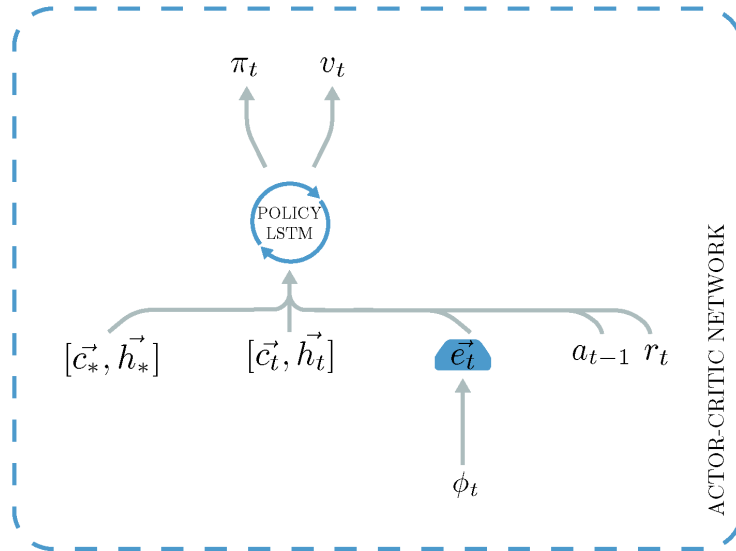 π_t v_t
POLICY
LSTM
[c⃗_*, h⃗_*] [c⃗_t, h⃗_t] e⃗_t a_{t−1} r_t
ϕ_t
ACTOR-CRITIC NETWORK